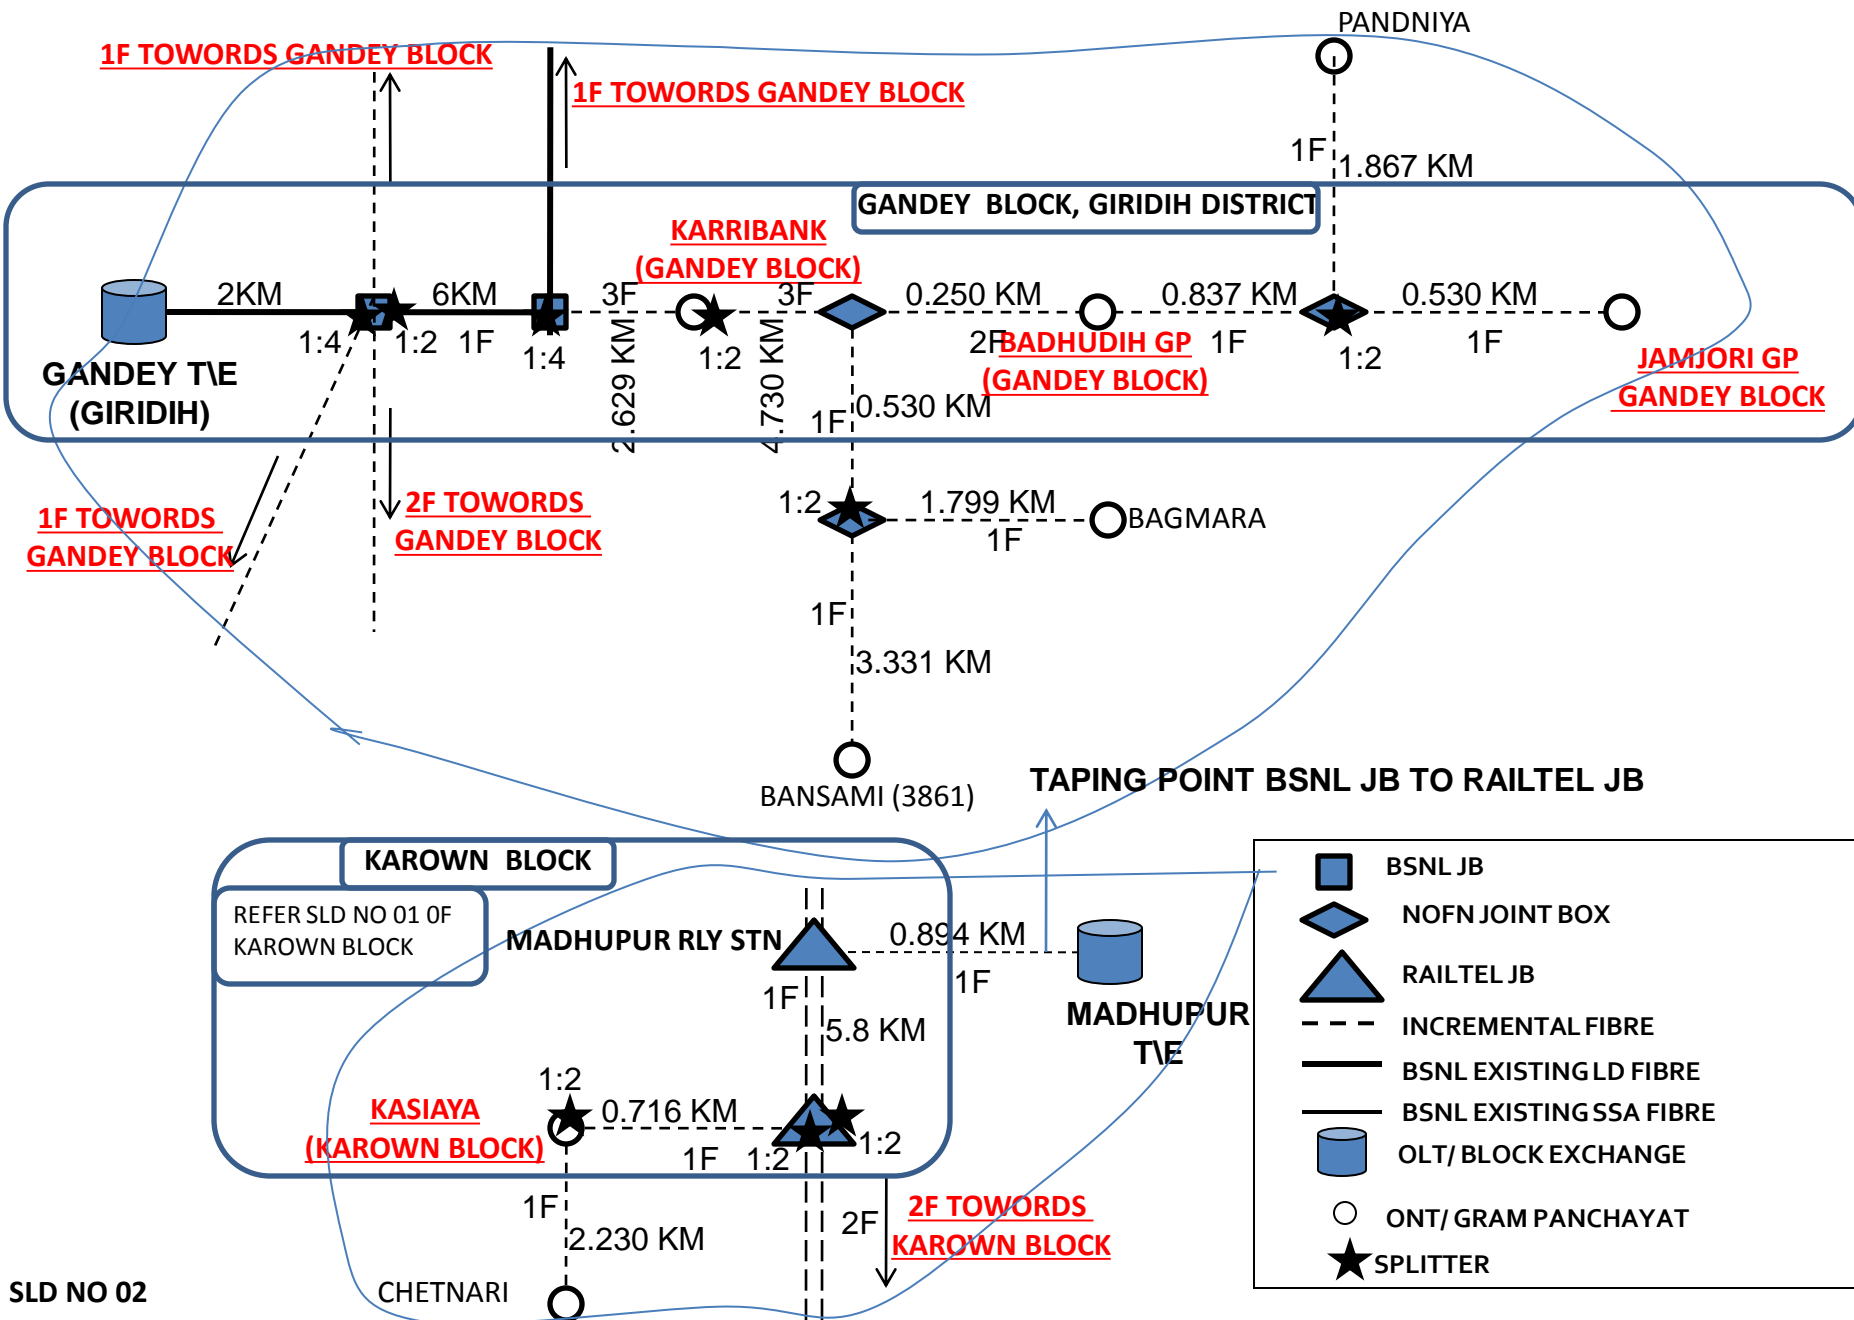 PANDNIYA
1F TOWORDS GANDEY BLOCK
1F TOWORDS GANDEY BLOCK
1F
1.867 KM
GANDEY BLOCK, GIRIDIH DISTRICT
KARRIBANK
(GANDEY BLOCK)
2KM
6KM
3F
3F
0.250 KM
0.837 KM
0.530 KM
1:4
1:2
1F
1:4
2.629 KM
1:2
4.730 KM
2F
BADHUDIH GP
(GANDEY BLOCK)
1F
1:2
1F
JAMJORI GP
GANDEY BLOCK
GANDEY T\E
(GIRIDIH)
1F
0.530 KM
1F TOWORDS
GANDEY BLOCK
2F TOWORDS
GANDEY BLOCK
1:2
1.799 KM
1F
BAGMARA
1F
3.331 KM
BANSAMI (3861)
TAPING POINT BSNL JB TO RAILTEL JB
KAROWN BLOCK
REFER SLD NO 01 0F
KAROWN BLOCK
MADHUPUR RLY STN
0.894 KM
1F
1F
5.8 KM
MADHUPUR
T\E
1:2
KASIAYA
(KAROWN BLOCK)
0.716 KM
1F
1:2
1:2
1F
2.230 KM
2F
2F TOWORDS
KAROWN BLOCK
CHETNARI
SLD NO 02
BSNL JB
NOFN JOINT BOX
RAILTEL JB
INCREMENTAL FIBRE
BSNL EXISTING LD FIBRE
BSNL EXISTING SSA FIBRE
OLT/ BLOCK EXCHANGE
ONT/ GRAM PANCHAYAT
SPLITTER